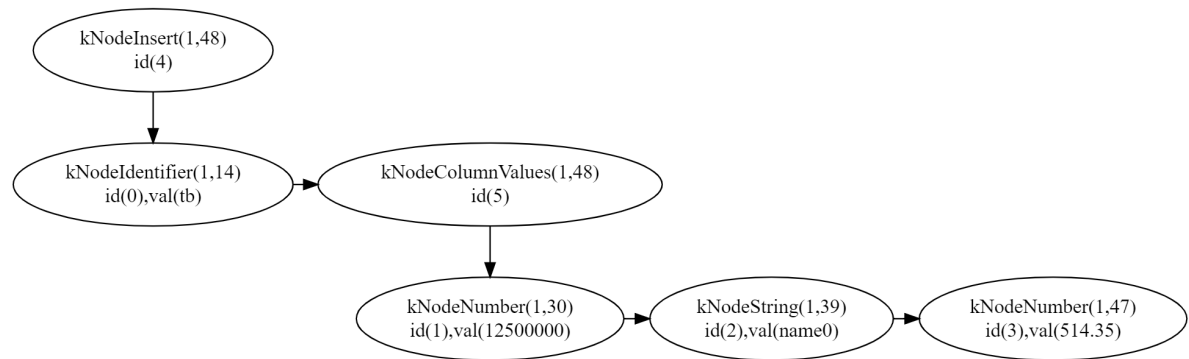 kNodeInsert(1,48)
id(4)
kNodeIdentifier(1,14)
id(0),val(tb)
kNodeColumnValues(1,48)
id(5)
kNodeNumber(1,30)
id(1),val(12500000)
kNodeString(1,39)
id(2),val(name0)
kNodeNumber(1,47)
id(3),val(514.35)